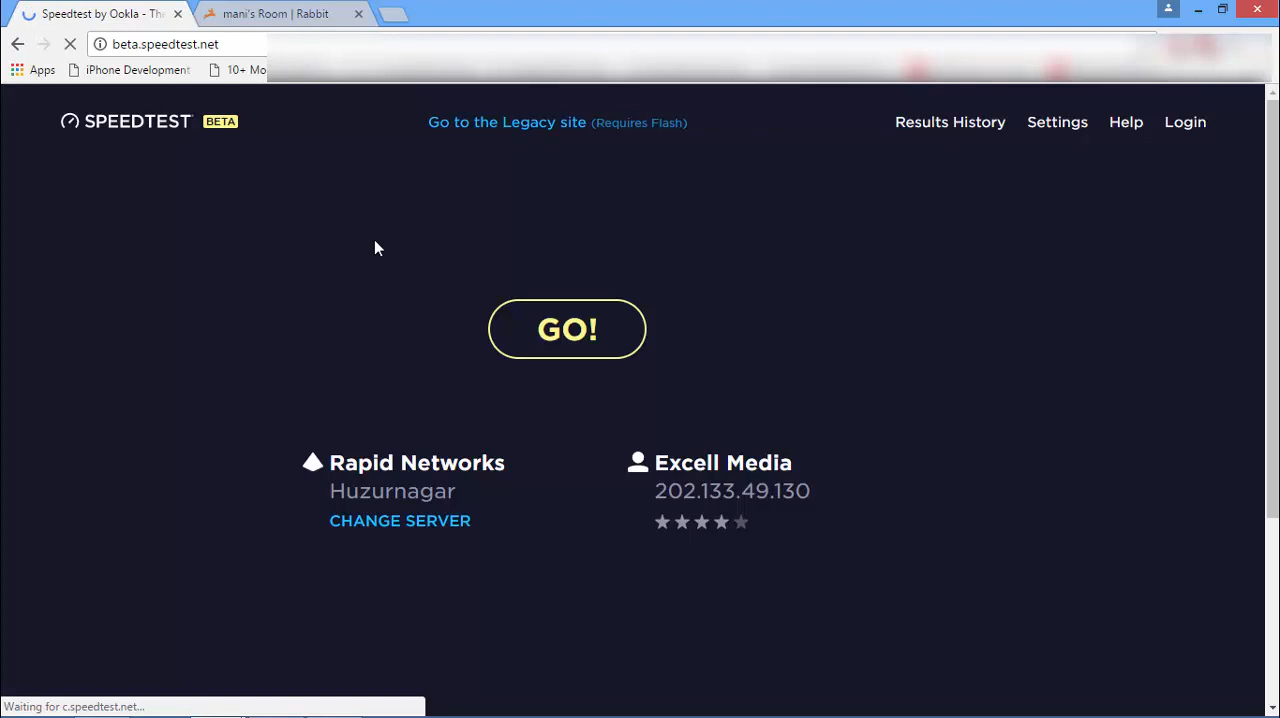 Speedtest by Ookla - Th
mani's Room | Rabbit
beta.speedtest.net
Apps
iPhone Development
10+ Mo
SPEEDTEST BETA
Go to the Legacy site (Requires Flash)
Results History Settings Help Login
GO!
Rapid Networks
Huzurnagar
CHANGE SERVER
Excell Media
202.133.49.130
Waiting for c.speedtest.net...